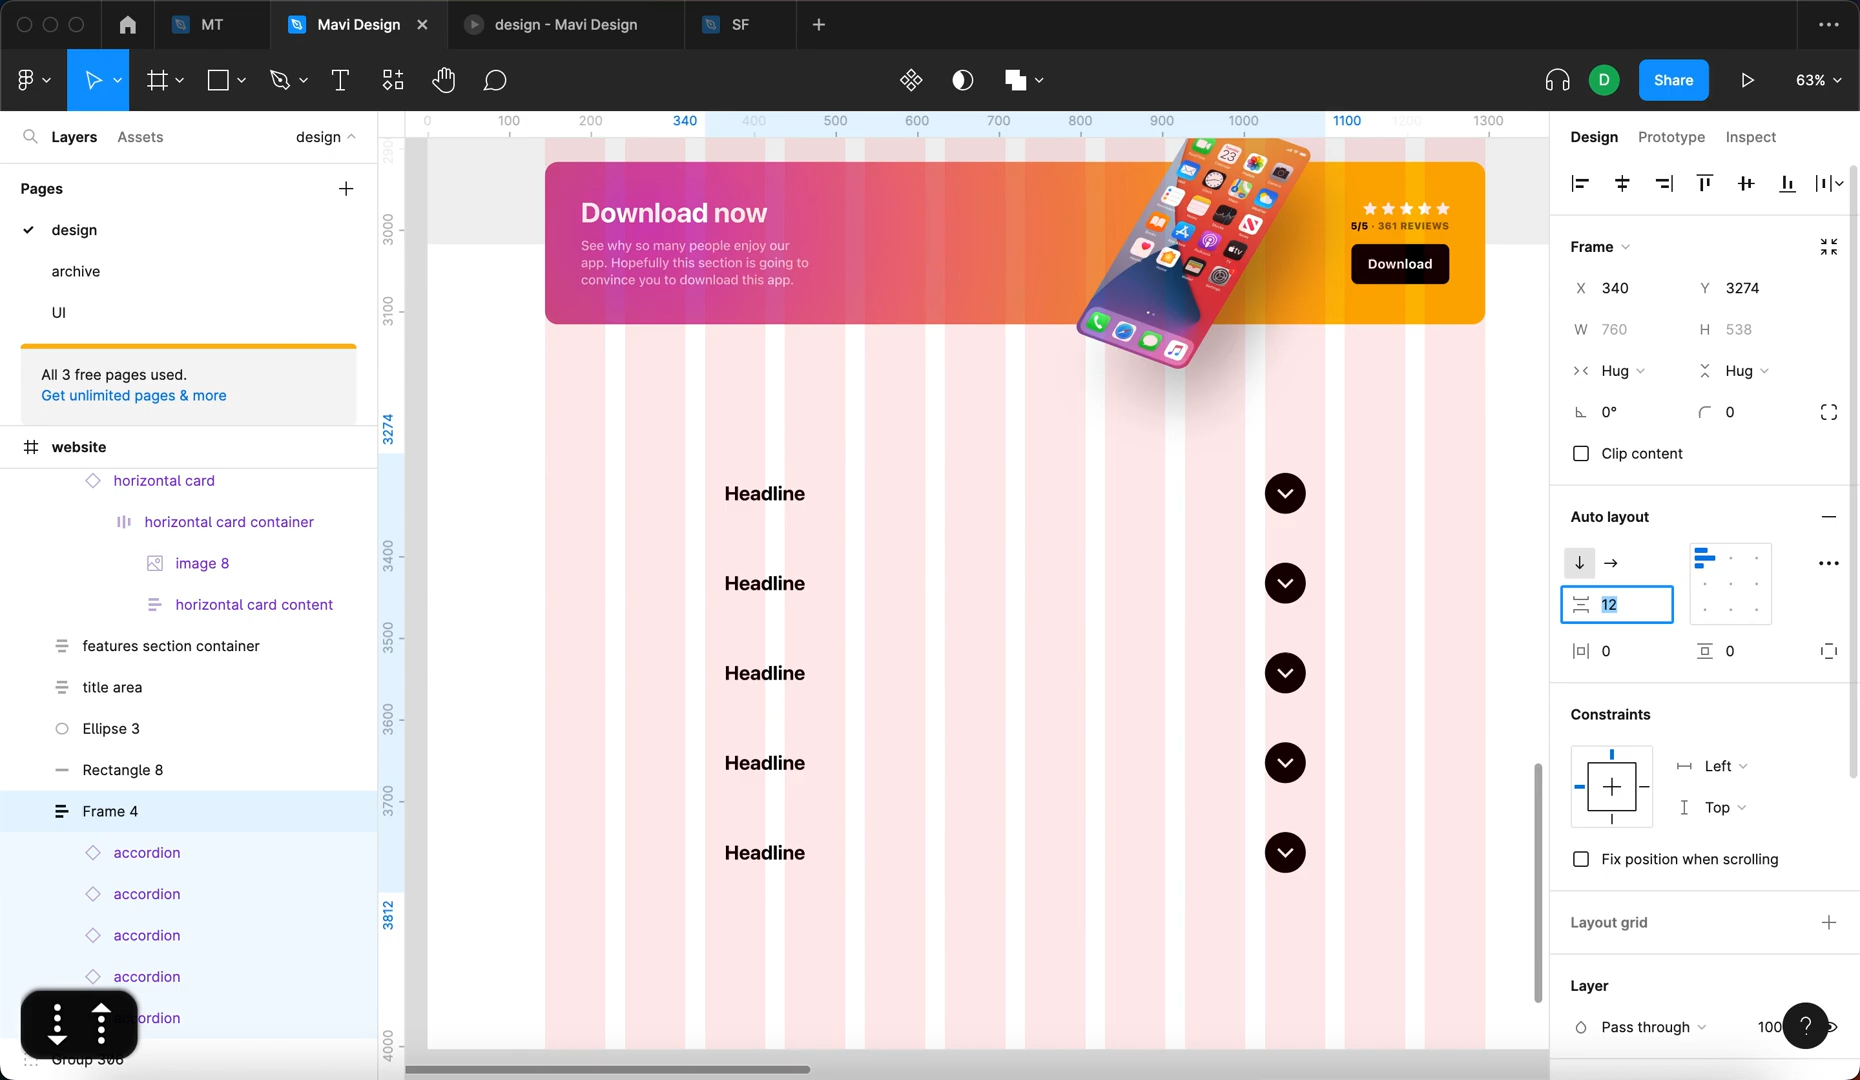 MT
Mavi Design
design - Mavi Design
SF
D
Share
63%
Layers
Assets
design
Pages
design
archive
UI
All 3 free pages used.
Get unlimited pages & more
website
horizontal card
horizontal card container
image 8
horizontal card content
features section container
title area
Ellipse 3
Rectangle 8
Frame 4
accordion
accordion
accordion
accordion
ordion
Group 306
0
100
200
340
400
500
600
700
800
900
1000
1100
1200
1300
2900
3000
3100
3274
3400
3500
3600
3700
3812
4000
Download now
See why so many people enjoy our
app. Hopefully this section is going to
convince you to download this app.
23
5/5 · 361 REVIEWS
Download
Headline
Headline
Headline
Headline
Headline
Design
Prototype
Inspect
Frame
X 340
Y 3274
W 760
H 538
Hug
Hug
0°
0
Clip content
Auto layout
12
0
0
Constraints
Left
Top
Fix position when scrolling
Layout grid
Layer
Pass through
100
?